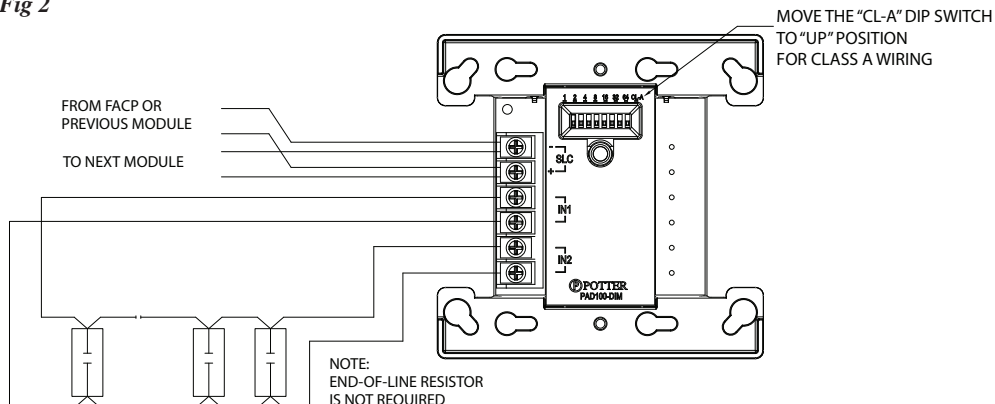 Fig 2
MOVE THE "CL-A" DIP SWITCH
TO "UP" POSITION
FOR CLASS A WIRING
FROM FACP OR
PREVIOUS MODULE
TO NEXT MODULE
1 2 4 8 16 32 64 CL-A
- SLC
+
IN1
IN2
P POTTER
PAD100-DIM
NOTE:
END-OF-LINE RESISTOR
IS NOT REQUIRED